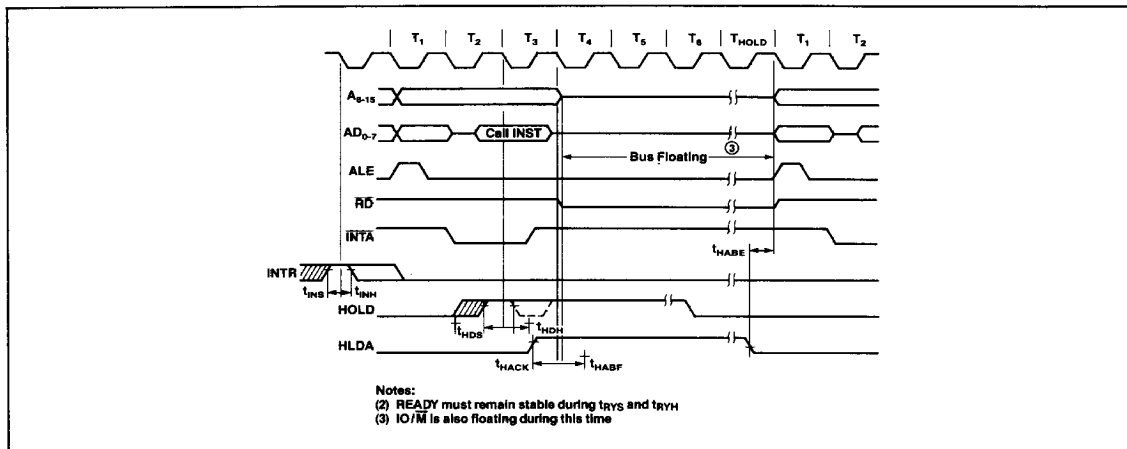 T1 T2 T3 T4 T5 T6 THOLD T1 T2
A8-15
AD0-7 Call INST
Bus Floating 3
ALE
RD
INTA
tHABE
INTR
tINS tINH
HOLD
tHDS tHDH
HLDA
tHACK tHABF
Notes:
(2) READY must remain stable during tRYS and tRYH
(3) IO/M is also floating during this time